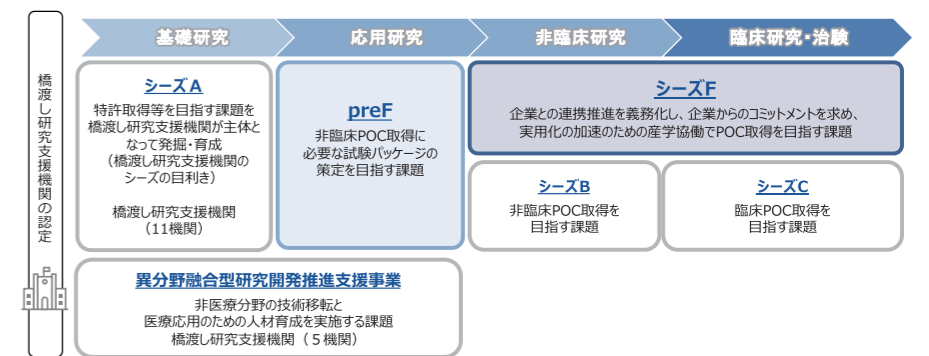 橋渡し研究支援機関の認定
基礎研究
応用研究
非臨床研究
臨床研究・治験
シーズA
特許取得等を目指す課題を
橋渡し研究支援機関が主体と
なって発掘・育成
（橋渡し研究支援機関の
シーズの目利き）
橋渡し研究支援機関
（11機関）
preF
非臨床POC取得に
必要な試験パッケージの
策定を目指す課題
シーズF
企業との連携推進を義務化し、企業からのコミットメントを求め、
実用化の加速のための産学協働でPOC取得を目指す課題
シーズB
非臨床POC取得を
目指す課題
シーズC
臨床POC取得を
目指す課題
異分野融合型研究開発推進支援事業
非医療分野の技術移転と
医療応用のための人材育成を実施する課題
橋渡し研究支援機関（５機関）